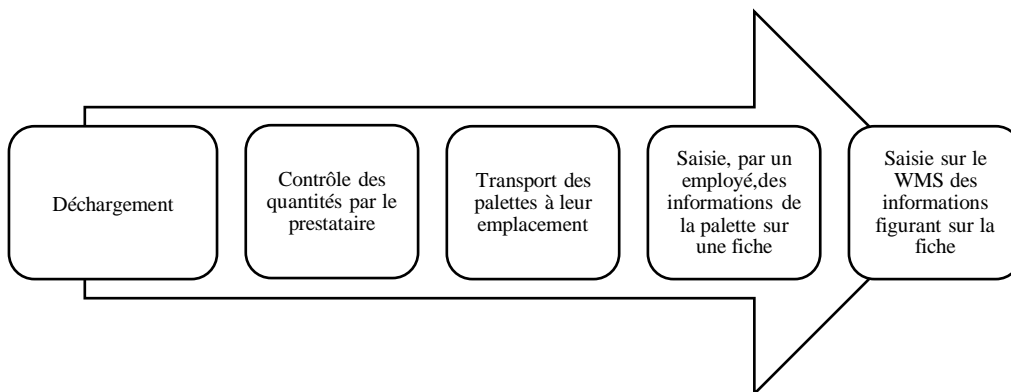 Déchargement
Contrôle des
quantités par le
prestataire
Transport des
palettes à leur
emplacement
Saisie, par un
employé,des
informations de
la palette sur
une fiche
Saisie sur le
WMS des
informations
figurant sur la
fiche